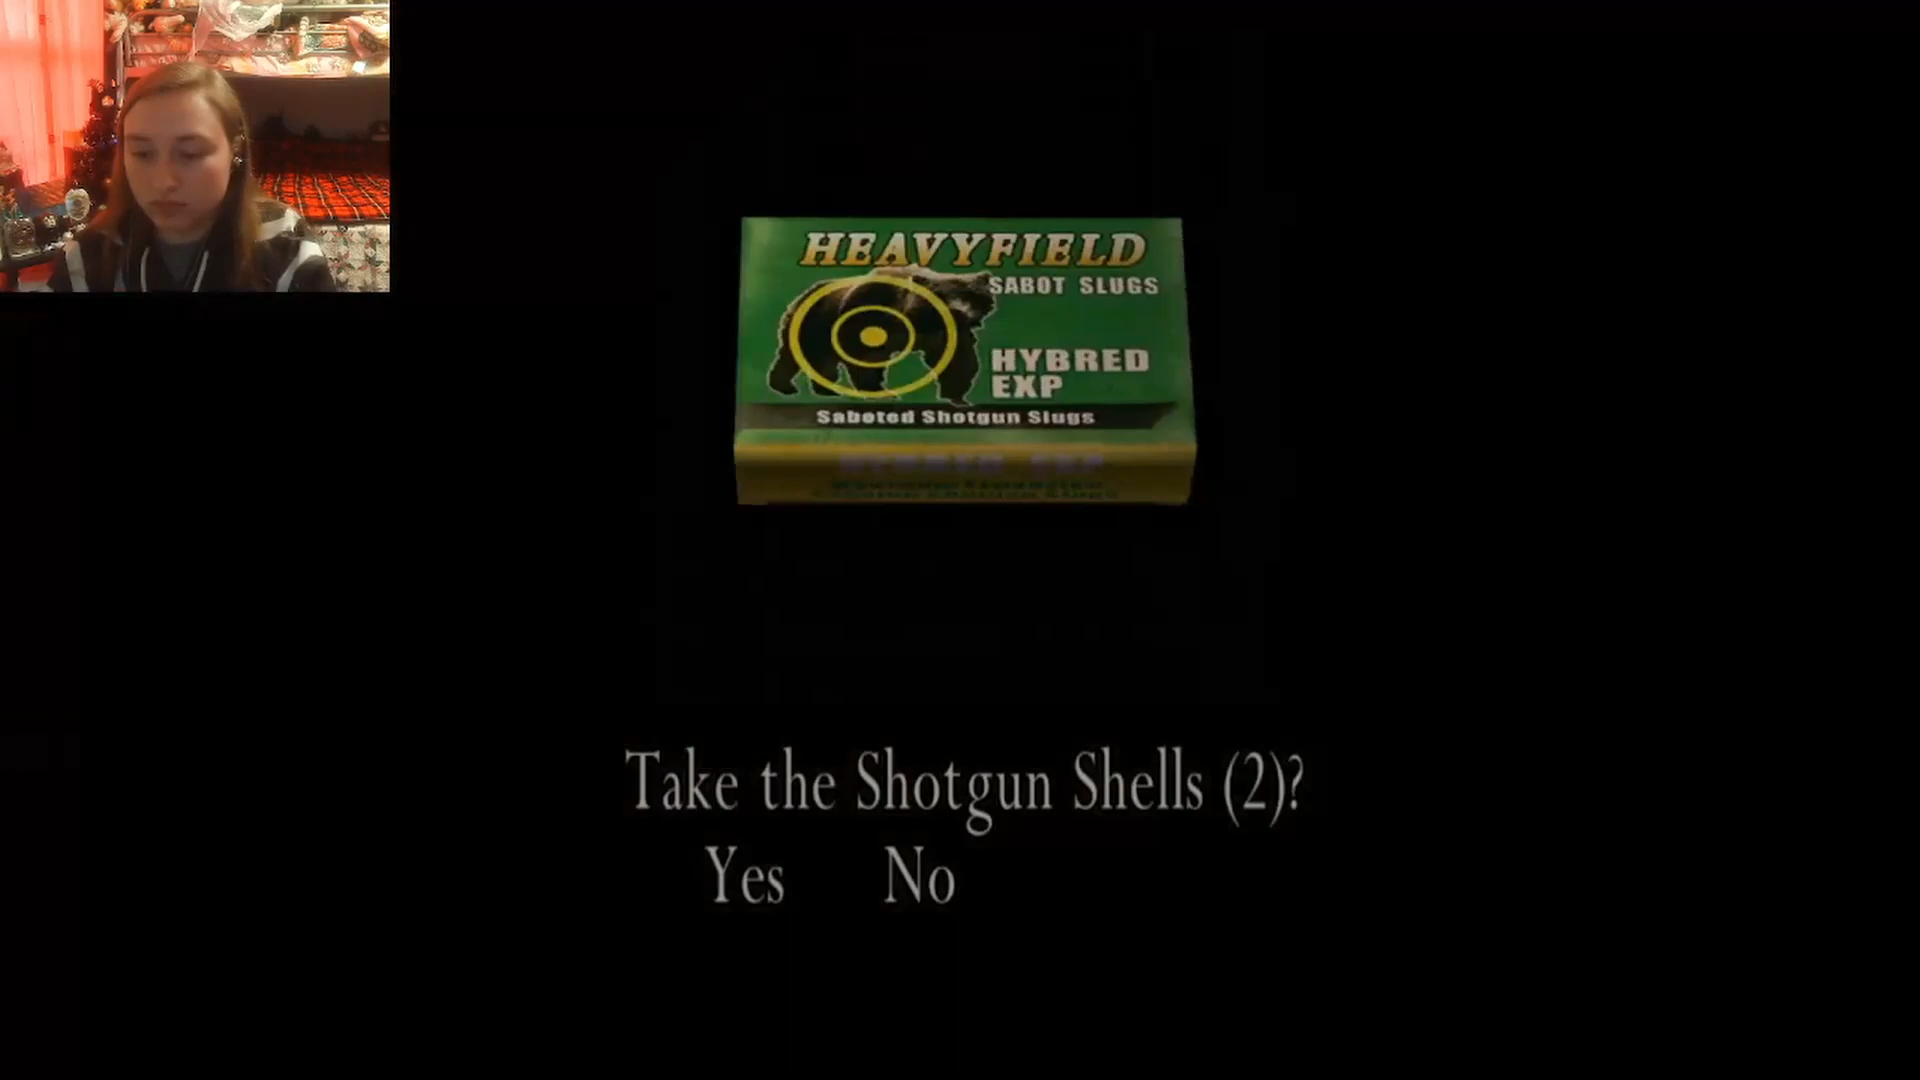 HEAVYFIELD
SABOT SLUGS
HYBRED
EXP
Saboted Shotgun Slugs
Take the Shotgun Shells (2)?
Yes No